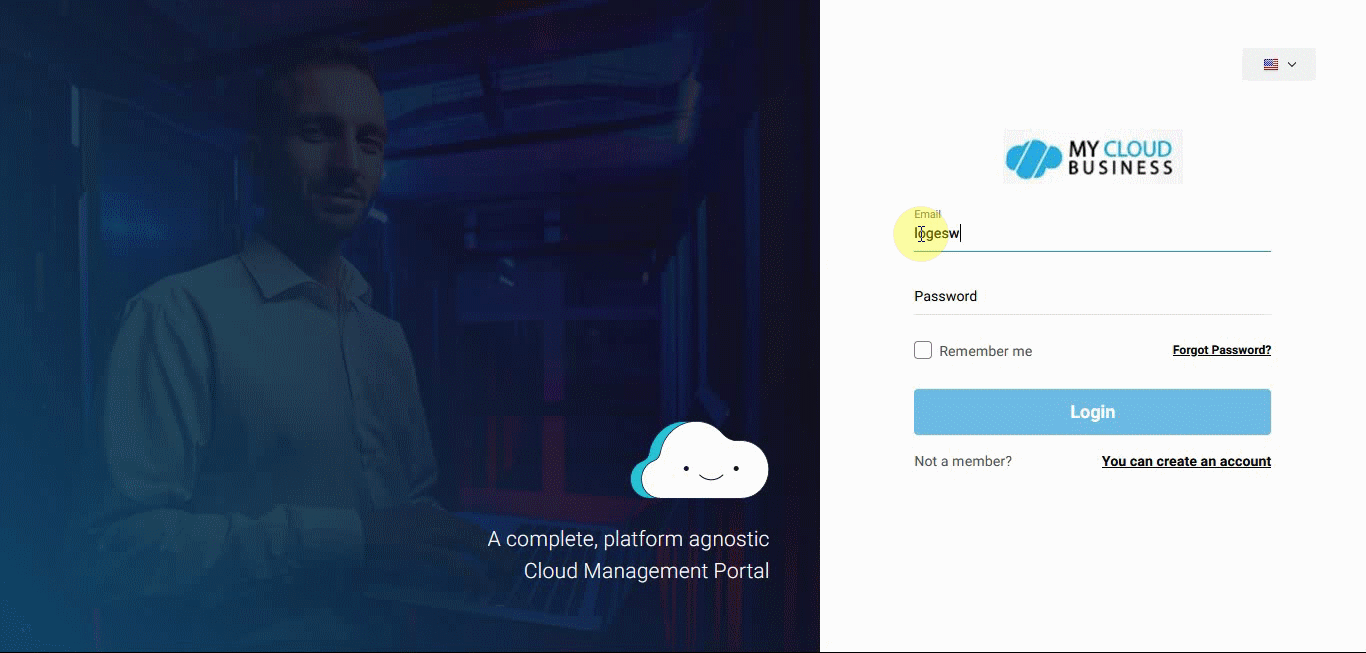 A complete, platform agnostic
Cloud Management Portal
MY CLOUD
BUSINESS
Email
logesw
Password
Remember me
Forgot Password?
Login
Not a member?
You can create an account